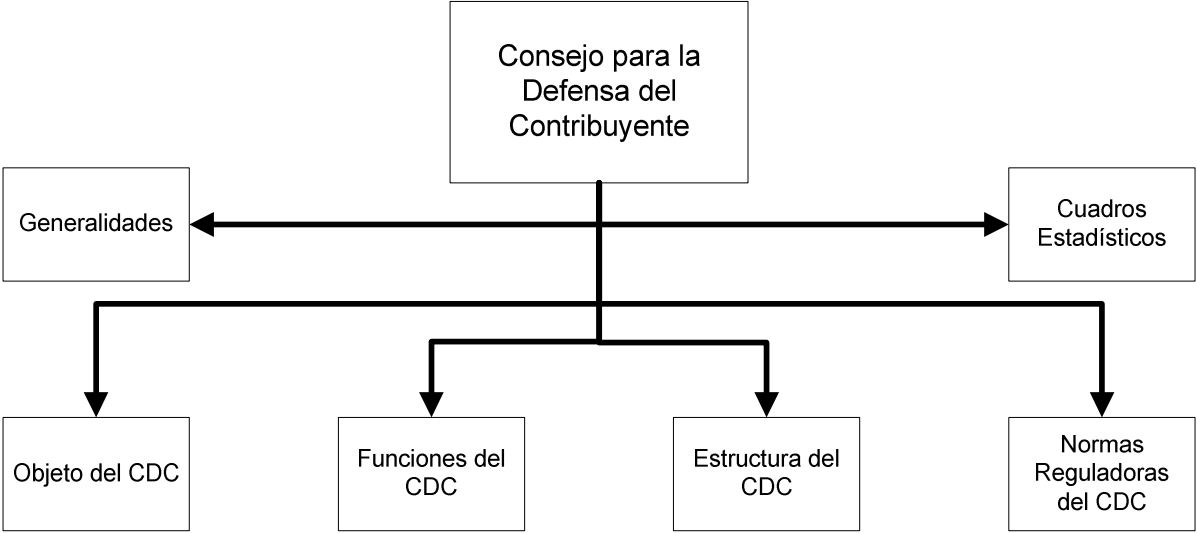 Consejo para la
Defensa del
Contribuyente
Generalidades
Cuadros
Estadísticos
Objeto del CDC
Funciones del
CDC
Estructura del
CDC
Normas
Reguladoras
del CDC